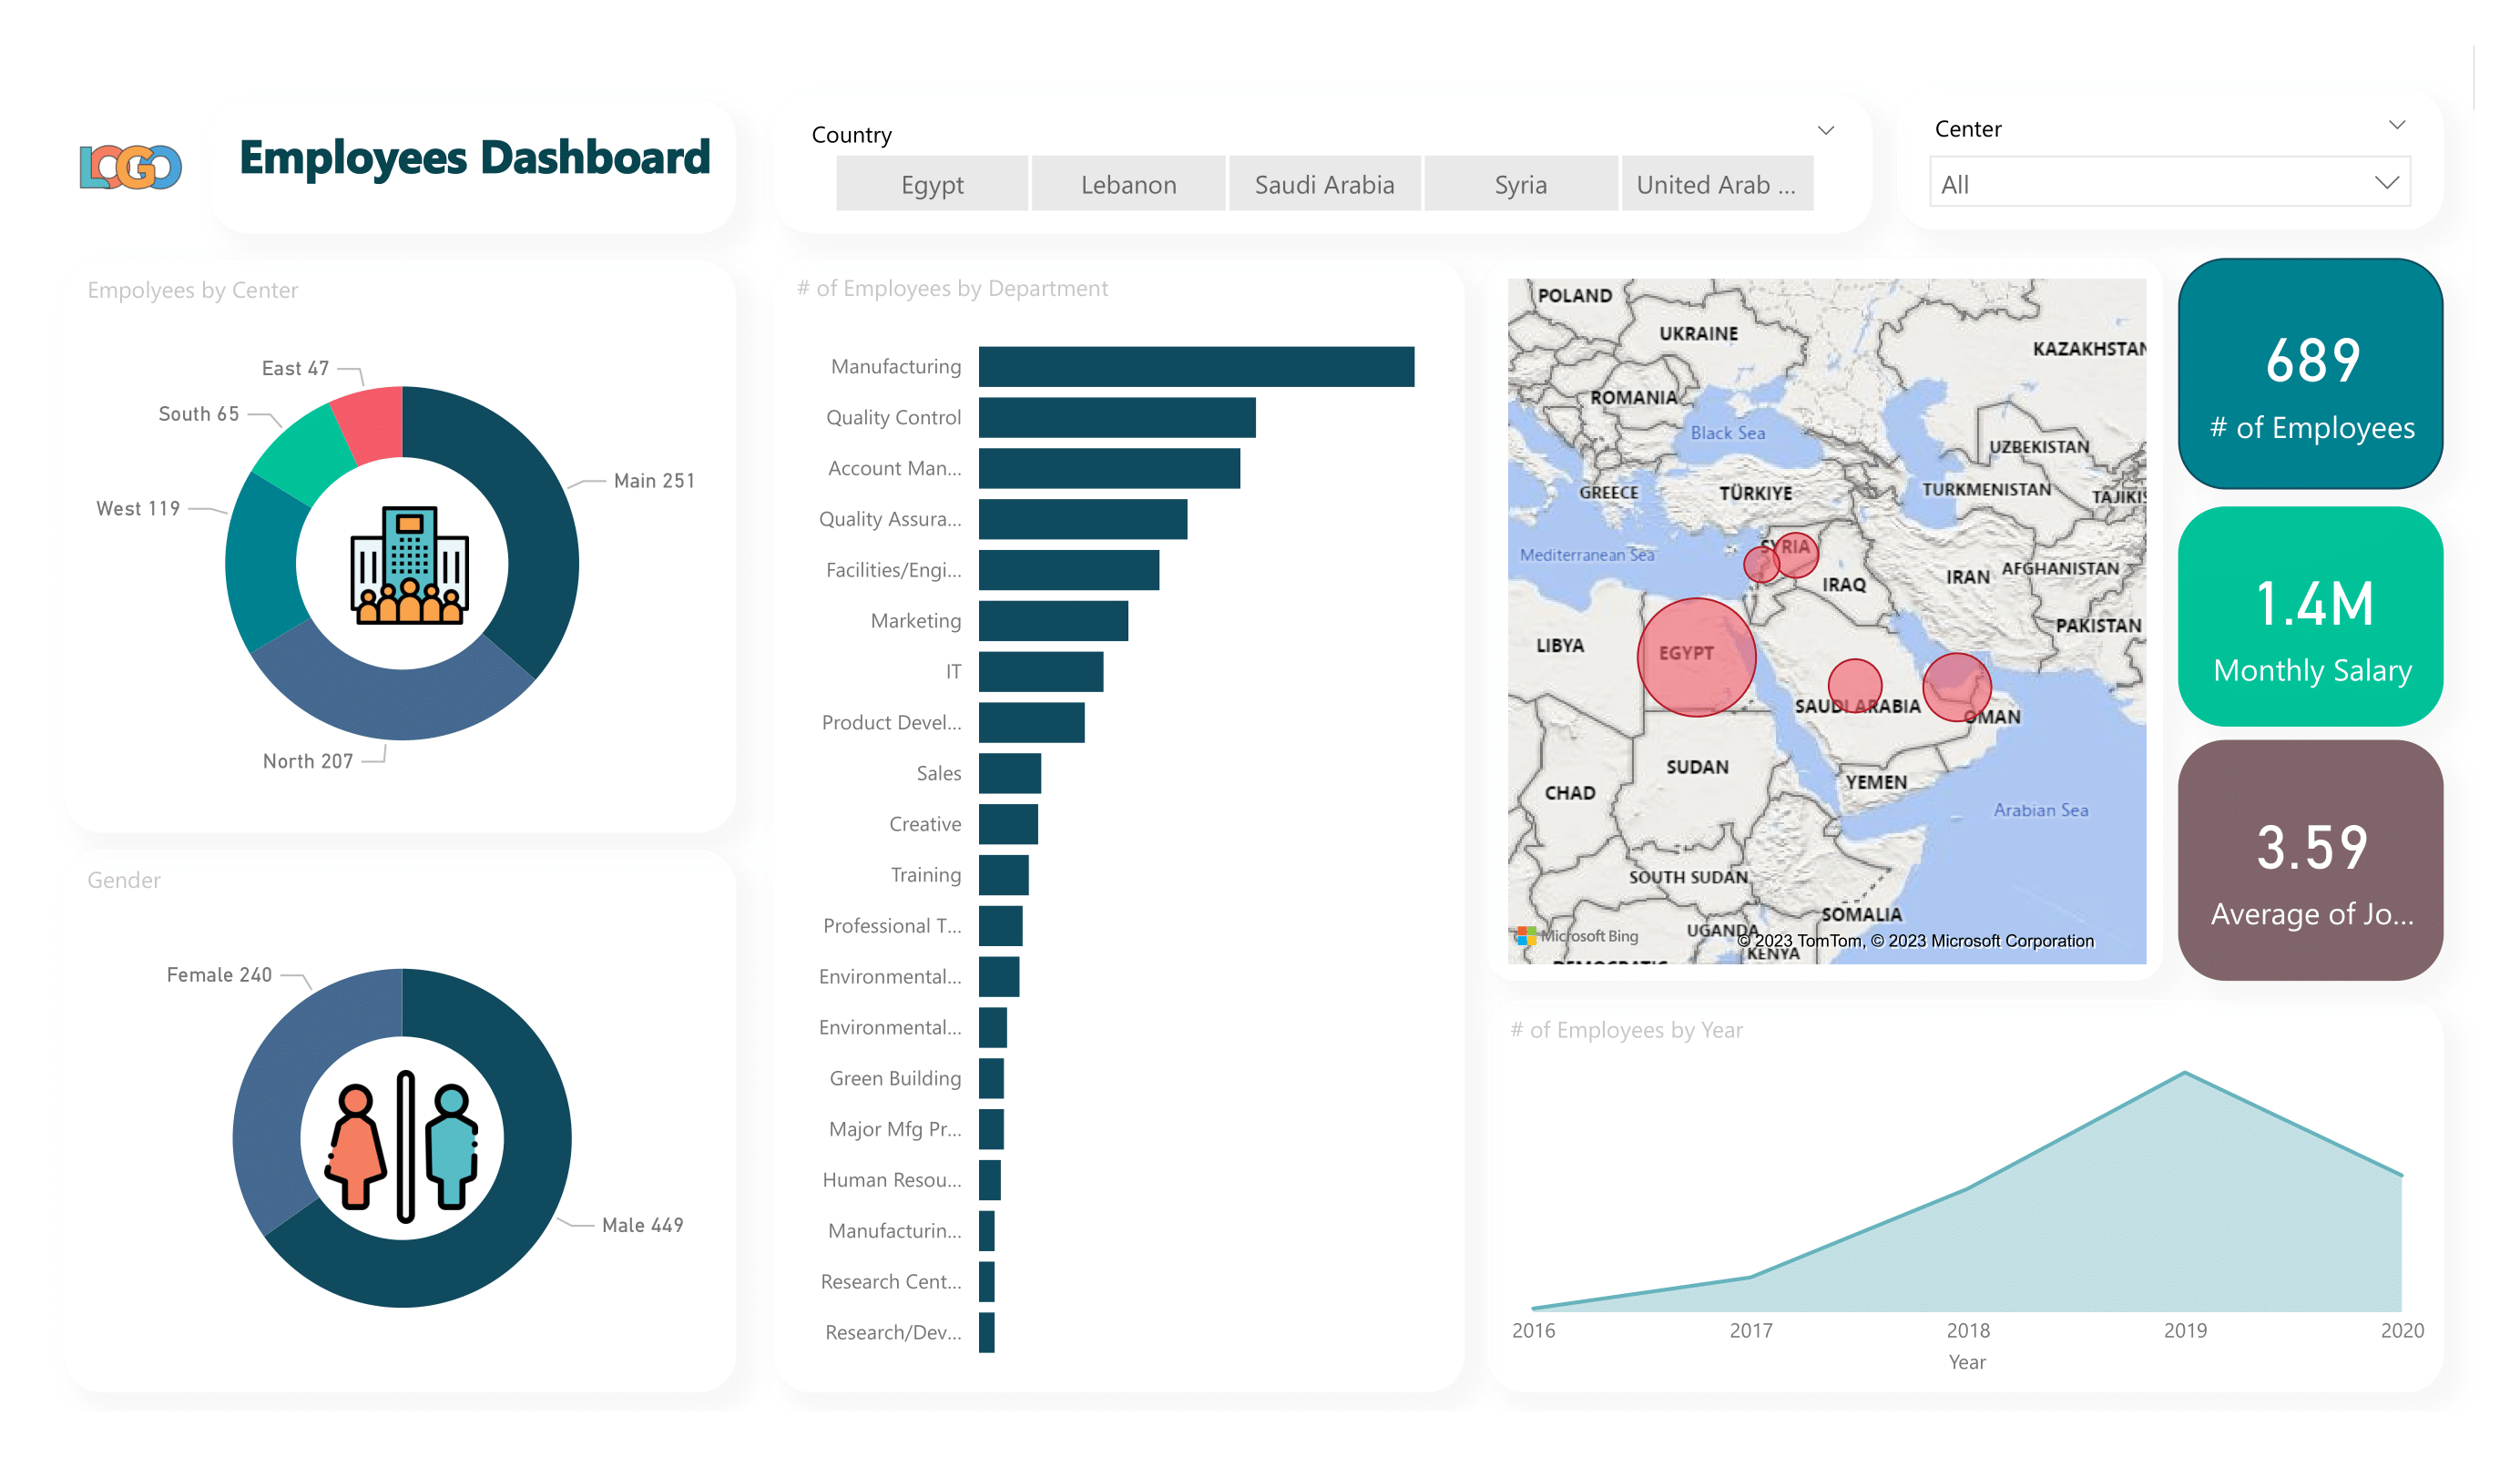 LOGO
Employees Dashboard
Country
Egypt
Lebanon
Saudi Arabia
Syria
United Arab ...
Center
All
Empolyees by Center
East 47
South 65
West 119
Main 251
North 207
Gender
Female 240
Male 449
# of Employees by Department
Manufacturing
Quality Control
Account Man...
Quality Assura...
Facilities/Engi...
Marketing
IT
Product Devel...
Sales
Creative
Training
Professional T...
Environmental...
Environmental...
Green Building
Major Mfg Pr...
Human Resou...
Manufacturin...
Research Cent...
Research/Dev...
POLAND
UKRAINE
KAZAKHSTAN
ROMANIA
Black Sea
UZBEKISTAN
GREECE
TÜRKIYE
TURKMENISTAN
TAJIKIS
Mediterranean Sea
SYRIA
IRAQ
IRAN
AFGHANISTAN
PAKISTAN
LIBYA
EGYPT
SAUDI ARABIA
OMAN
SUDAN
YEMEN
CHAD
Arabian Sea
SOUTH SUDAN
SOMALIA
UGANDA
KENYA
DEMOCRATIC
Microsoft Bing
© 2023 TomTom, © 2023 Microsoft Corporation
689
# of Employees
1.4M
Monthly Salary
3.59
Average of Jo...
# of Employees by Year
2016
2017
2018
2019
2020
Year